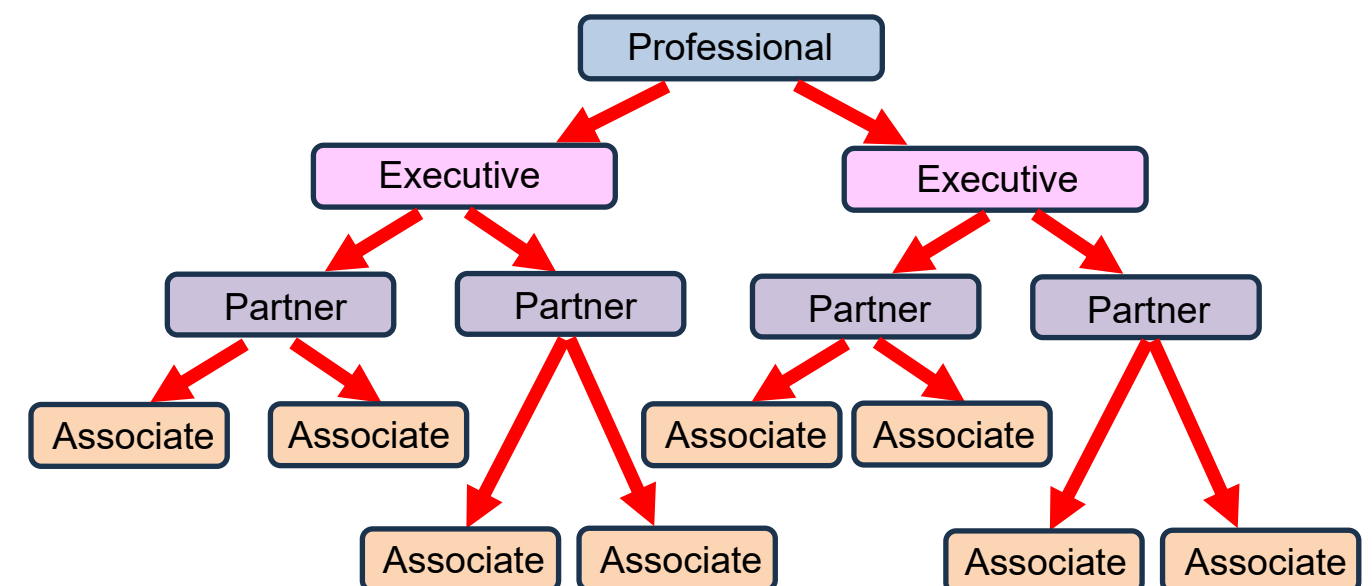 Professional
Executive
Executive
Partner
Partner
Partner
Partner
Associate
Associate
Associate
Associate
Associate
Associate
Associate
Associate